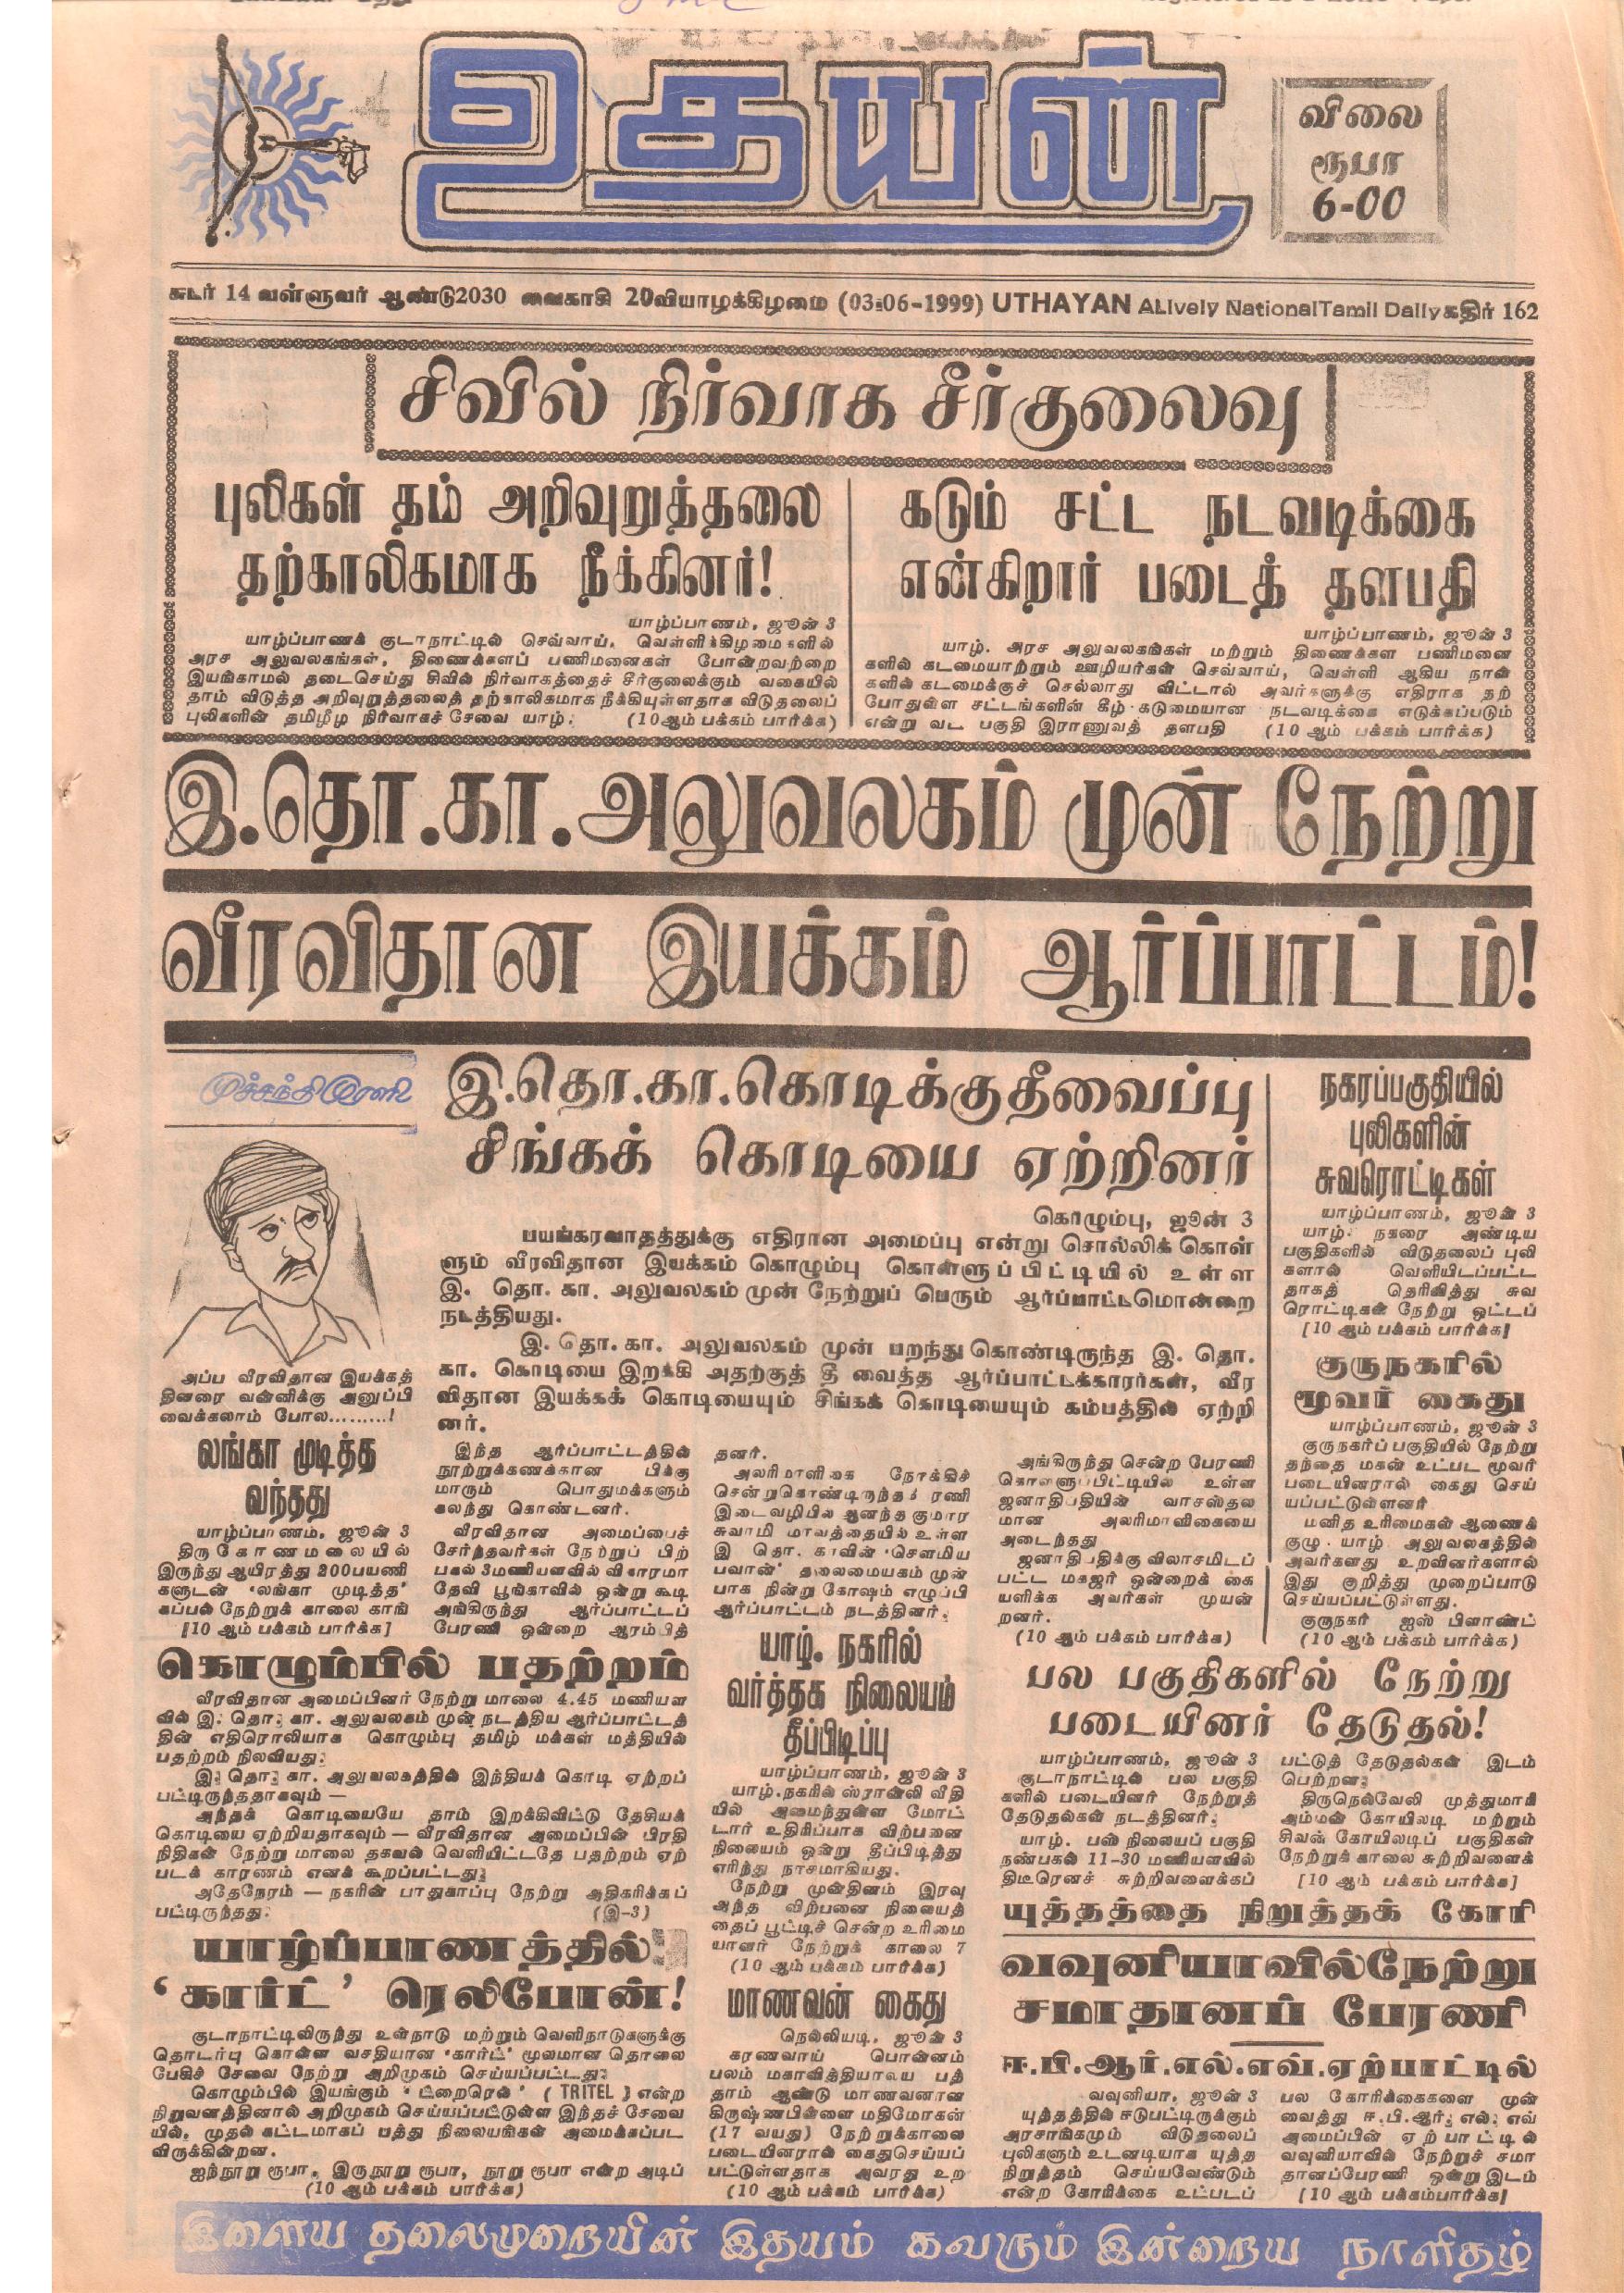 உதயன்
விலை
ரூபா
6-00
சுடர் 14 வள்ளுவர் ஆண்டு2030 வைகாசி 20வியாழக்கிழமை (03-06-1999) UTHAYAN ALively NationalTamil Daily கதிர் 162
சிவில் நிர்வாக சீர்குலைவு
புலிகள் தம் அறிவுறுத்தலை
தற்காலிகமாக நீக்கினர்!
யாழ்ப்பாணம், ஜூன் 3
யாழ்ப்பாணக் குடாநாட்டில் செவ்வாய், வெள்ளிக்கிழமைகளில்
அரச அலுவலகங்கள், திணைக்களப் பணிமனைகள் போன்றவற்றை
இயங்காமல் தடைசெய்து சிவில் நிர்வாகத்தைச் சீர்குலைக்கும் வகையில்
தாம் விடுத்த அறிவுறுத்தலைத் தற்காலிகமாக நீக்கியுள்ளதாக விடுதலைப்
புலிகளின் தமிழீழ நிர்வாகச் சேவை யாழ். (10ஆம் பக்கம் பார்க்க)
கடும் சட்ட நடவடிக்கை
என்கிறார் படைத் தளபதி
யாழ்ப்பாணம், ஜூன் 3
யாழ். அரச அலுவலகங்கள் மற்றும் திணைக்கள பணிமனை
களில் கடமையாற்றும் ஊழியர்கள் செவ்வாய், வெள்ளி ஆகிய நாள்
களில் கடமைக்குச் செல்லாது விட்டால் அவர்களுக்கு எதிராக தற்
போதுள்ள சட்டங்களின் கீழ் கடுமையான நடவடிக்கை எடுக்கப்படும்
என்று வட பகுதி இராணுவத் தளபதி (10 ஆம் பக்கம் பார்க்க)
இ.தொ.கா.அலுவலகம் முன் நேற்று
வீரவிதான இயக்கம் ஆர்ப்பாட்டம்!
முச்சந்தி முரளி
அப்ப வீரவிதான இயக்கத்
தினரை வன்னிக்கு அனுப்பி
வைக்கலாம் போல.........!
லங்கா முடித்த
வந்தது
யாழ்ப்பாணம், ஜூன் 3
திருகோணமலையில்
இருந்து ஆயிரத்து 200பயணி
களுடன் 'லங்கா முடித்த'
கப்பல் நேற்றுக் காலை காங்
[10 ஆம் பக்கம் பார்க்க]
இ.தொ.கா.கொடிக்குதீவைப்பு
சிங்கக் கொடியை ஏற்றினர்
கொழும்பு, ஜூன் 3
பயங்கரவாதத்துக்கு எதிரான அமைப்பு என்று சொல்லிக் கொள்
ளும் வீரவிதான இயக்கம் கொழும்பு கொள்ளுப்பிட்டியில் உள்ள
இ. தொ. கா. அலுவலகம் முன் நேற்றுப் பெரும் ஆர்ப்பாட்டமொன்றை
நடத்தியது.
இ. தொ. கா. அலுவலகம் முன் பறந்து கொண்டிருந்த இ. தொ.
கா. கொடியை இறக்கி அதற்குத் தீ வைத்த ஆர்ப்பாட்டக்காரர்கள், வீர
விதான இயக்கக் கொடியையும் சிங்கக் கொடியையும் கம்பத்தில் ஏற்றி
னர்.
இந்த ஆர்ப்பாட்டத்தில்
நூற்றுக்கணக்கான பிக்கு
மாரும் பொதுமக்களும்
கலந்து கொண்டனர்.
வீரவிதான அமைப்பைச்
சேர்ந்தவர்கள் நேற்றுப் பிற்
பகல் 3மணியளவில் விகாரமா
தேவி பூங்காவில் ஒன்று கூடி
அங்கிருந்து ஆர்ப்பாட்டப்
பேரணி ஒன்றை ஆரம்பித்
தனர்.
அலரிமாளிகை நோக்கிச்
சென்றுகொண்டிருந்த ரணி
இடைவழியில் ஆனந்தகுமார
சுவாமி மாவத்தையில் உள்ள
இ தொ. காவின் 'சௌமிய
பவான்' தலைமையகம் முன்
பாக நின்று கோஷம் எழுப்பி
ஆர்ப்பாட்டம் நடத்தினர்.
அங்கிருந்து சென்ற பேரணி
கொள்ளுப்பிட்டியில் உள்ள
ஜனாதிபதியின் வாசஸ்தல
மான அலரிமாளிகையை
அடைந்தது
ஜனாதிபதிக்கு விலாசமிடப்
பட்ட மகஜர் ஒன்றைக் கை
யளிக்க அவர்கள் முயன்
றனர்.
(10 ஆம் பக்கம் பார்க்க)
நகரப்பகுதியில்
புலிகளின்
சுவரொட்டிகள்
யாழ்ப்பாணம், ஜூன் 3
யாழ். நகரை அண்டிய
பகுதிகளில் விடுதலைப் புலி
களால் வெளியிடப்பட்ட
தாகத் தெரிவித்து சுவ
ரொட்டிகள் நேற்று ஒட்டப்
[10 ஆம் பக்கம் பார்க்க]
குருநகரில்
மூவர் கைது
யாழ்ப்பாணம், ஜூன் 3
குருநகர்ப் பகுதியில் நேற்று
தந்தை மகன் உட்பட மூவர்
படையினரால் கைது செய்
யப்பட்டுள்ளனர்
மனித உரிமைகள் ஆணைக்
குழு யாழ் அலுவலகத்தில்
அவர்களது உறவினர்களால்
இது குறித்து முறைப்பாடு
செய்யப்பட்டுள்ளது.
குருநகர் ஐஸ் பிளாண்ட்
(10 ஆம் பக்கம் பார்க்க)
கொழும்பில் பதற்றம்
வீரவிதான அமைப்பினர் நேற்று மாலை 4.45 மணியள
வில் இ. தொ. கா. அலுவலகம் முன் நடத்திய ஆர்ப்பாட்டத்
தின் எதிரொலியாக கொழும்பு தமிழ் மக்கள் மத்தியில்
பதற்றம் நிலவியது.
இ. தொ. கா. அலுவலகத்தில் இந்தியக் கொடி ஏற்றப்
பட்டிருந்ததாகவும் —
அந்தக் கொடியையே தாம் இறக்கிவிட்டு தேசியக்
கொடியை ஏற்றியதாகவும் — வீரவிதான அமைப்பின் பிரதி
நிதிகள் நேற்று மாலை தகவல் வெளியிட்டதே பதற்றம் ஏற்
படக் காரணம் எனக் கூறப்பட்டது.
அதேநேரம் — நகரின் பாதுகாப்பு நேற்று அதிகரிக்கப்
பட்டிருந்தது. (இ-3)
யாழ்ப்பாணத்தில்
'கார்ட்' ரெலிபோன்!
குடாநாட்டிலிருந்து உள்நாடு மற்றும் வெளிநாடுகளுக்கு
தொடர்பு கொள்ள வசதியான 'கார்ட்' மூலமான தொலை
பேசிச் சேவை நேற்று அறிமுகம் செய்யப்பட்டது.
கொழும்பில் இயங்கும் 'ட்றைரெல்' (TRITEL) என்ற
நிறுவனத்தினால் அறிமுகம் செய்யப்பட்டுள்ள இந்தச் சேவை
யில், முதல் கட்டமாகப் பத்து நிலையங்கள் அமைக்கப்பட
விருக்கின்றன.
ஐந்நூறு ரூபா, இருநூறு ரூபா, நூறு ரூபா என்ற அடிப்
(10 ஆம் பக்கம் பார்க்க)
யாழ். நகரில்
வர்த்தக நிலையம்
தீப்பிடிப்பு
யாழ்ப்பாணம், ஜூன் 3
யாழ்.நகரில் ஸ்ரான்லி வீதி
யில் அமைந்துள்ள மோட்
டார் உதிரிப்பாக விற்பனை
நிலையம் ஒன்று தீப்பிடித்து
எரிந்து நாசமாகியது.
நேற்று முன்தினம் இரவு
அந்த விற்பனை நிலையத்
தைப் பூட்டிச் சென்ற உரிமை
யாளர் நேற்றுக் காலை 7
(10 ஆம் பக்கம் பார்க்க)
மாணவன் கைது
நெல்லியடி, ஜூன் 3
கரணவாய் பொன்னம்
பலம் மகாவித்தியாலய பத்
தாம் ஆண்டு மாணவனான
கிருஷ்ணபிள்ளை மதிமோகன்
(17 வயது) நேற்றுக்காலை
படையினரால் கைதுசெய்யப்
பட்டுள்ளதாக அவரது உற
(10 ஆம் பக்கம் பார்க்க)
பல பகுதிகளில் நேற்று
படையினர் தேடுதல்!
யாழ்ப்பாணம், ஜூன் 3
குடாநாட்டில் பல பகுதி
களில் படையினர் நேற்றுத்
தேடுதல்கள் நடத்தினர்.
யாழ். பஸ் நிலையப் பகுதி
நண்பகல் 11-30 மணியளவில்
திடீரெனச் சுற்றிவளைக்கப்
பட்டுத் தேடுதல்கள் இடம்
பெற்றன.
திருநெல்வேலி முத்துமாரி
அம்மன் கோயிலடி மற்றும்
சிவன் கோயிலடிப் பகுதிகள்
நேற்றுக் காலை சுற்றிவளைக்
[10 ஆம் பக்கம் பார்க்க]
யுத்தத்தை நிறுத்தக் கோரி
வவுனியாவில்நேற்று
சமாதானப் பேரணி
ஈ.பி.ஆர்.எல்.எவ்.ஏற்பாட்டில்
வவுனியா, ஜூன் 3
யுத்தத்தில் ஈடுபட்டிருக்கும்
அரசாங்கமும் விடுதலைப்
புலிகளும் உடனடியாக யுத்த
நிறுத்தம் செய்யவேண்டும்
என்ற கோரிக்கை உட்படப்
பல கோரிக்கைகளை முன்
வைத்து ஈ.பி.ஆர். எல். எவ்
அமைப்பின் ஏற்பாட்டில்
வவுனியாவில் நேற்றுச் சமா
தானப்பேரணி ஒன்று இடம்
[10 ஆம் பக்கம்பார்க்க]
இளைய தலைமுறையின் இதயம் கவரும் இன்றைய நாளிதழ்